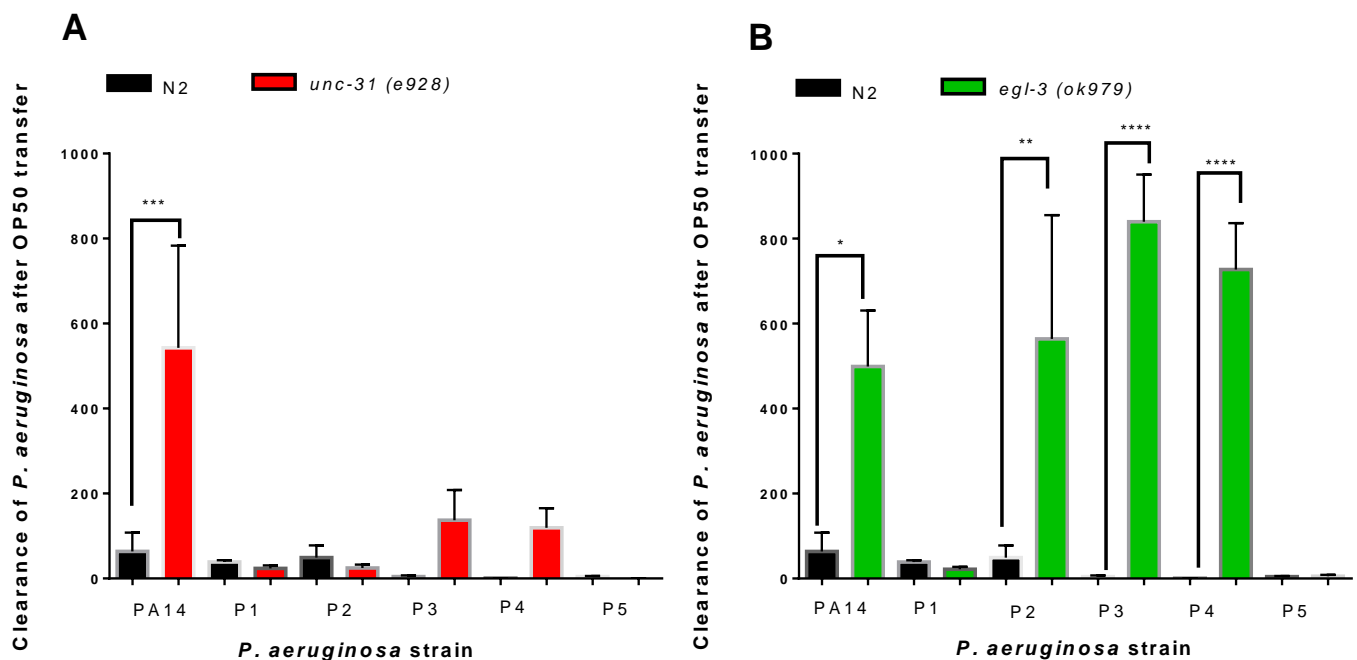 A
N2
unc-31 (e928)
Clearance of P. aeruginosa after OP50 transfer
1000
800
600
400
200
0
***
PA14
P1
P2
P3
P4
P5
P. aeruginosa strain
B
N2
egl-3 (ok979)
Clearance of P. aeruginosa after OP50 transfer
1000
800
600
400
200
0
*
**
****
****
PA14
P1
P2
P3
P4
P5
P. aeruginosa strain